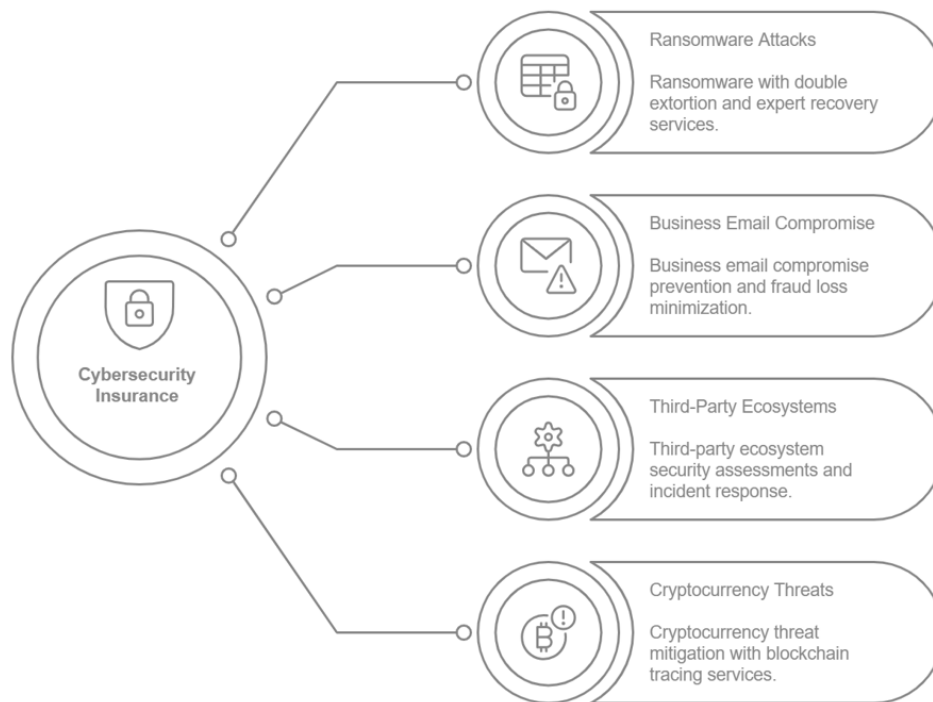 Ransomware Attacks
Ransomware with double
extortion and expert recovery
services.
Business Email Compromise
Business email compromise
prevention and fraud loss
minimization.
Cybersecurity
Insurance
Third-Party Ecosystems
Third-party ecosystem
security assessments and
incident response.
Cryptocurrency Threats
Cryptocurrency threat
mitigation with blockchain
tracing services.